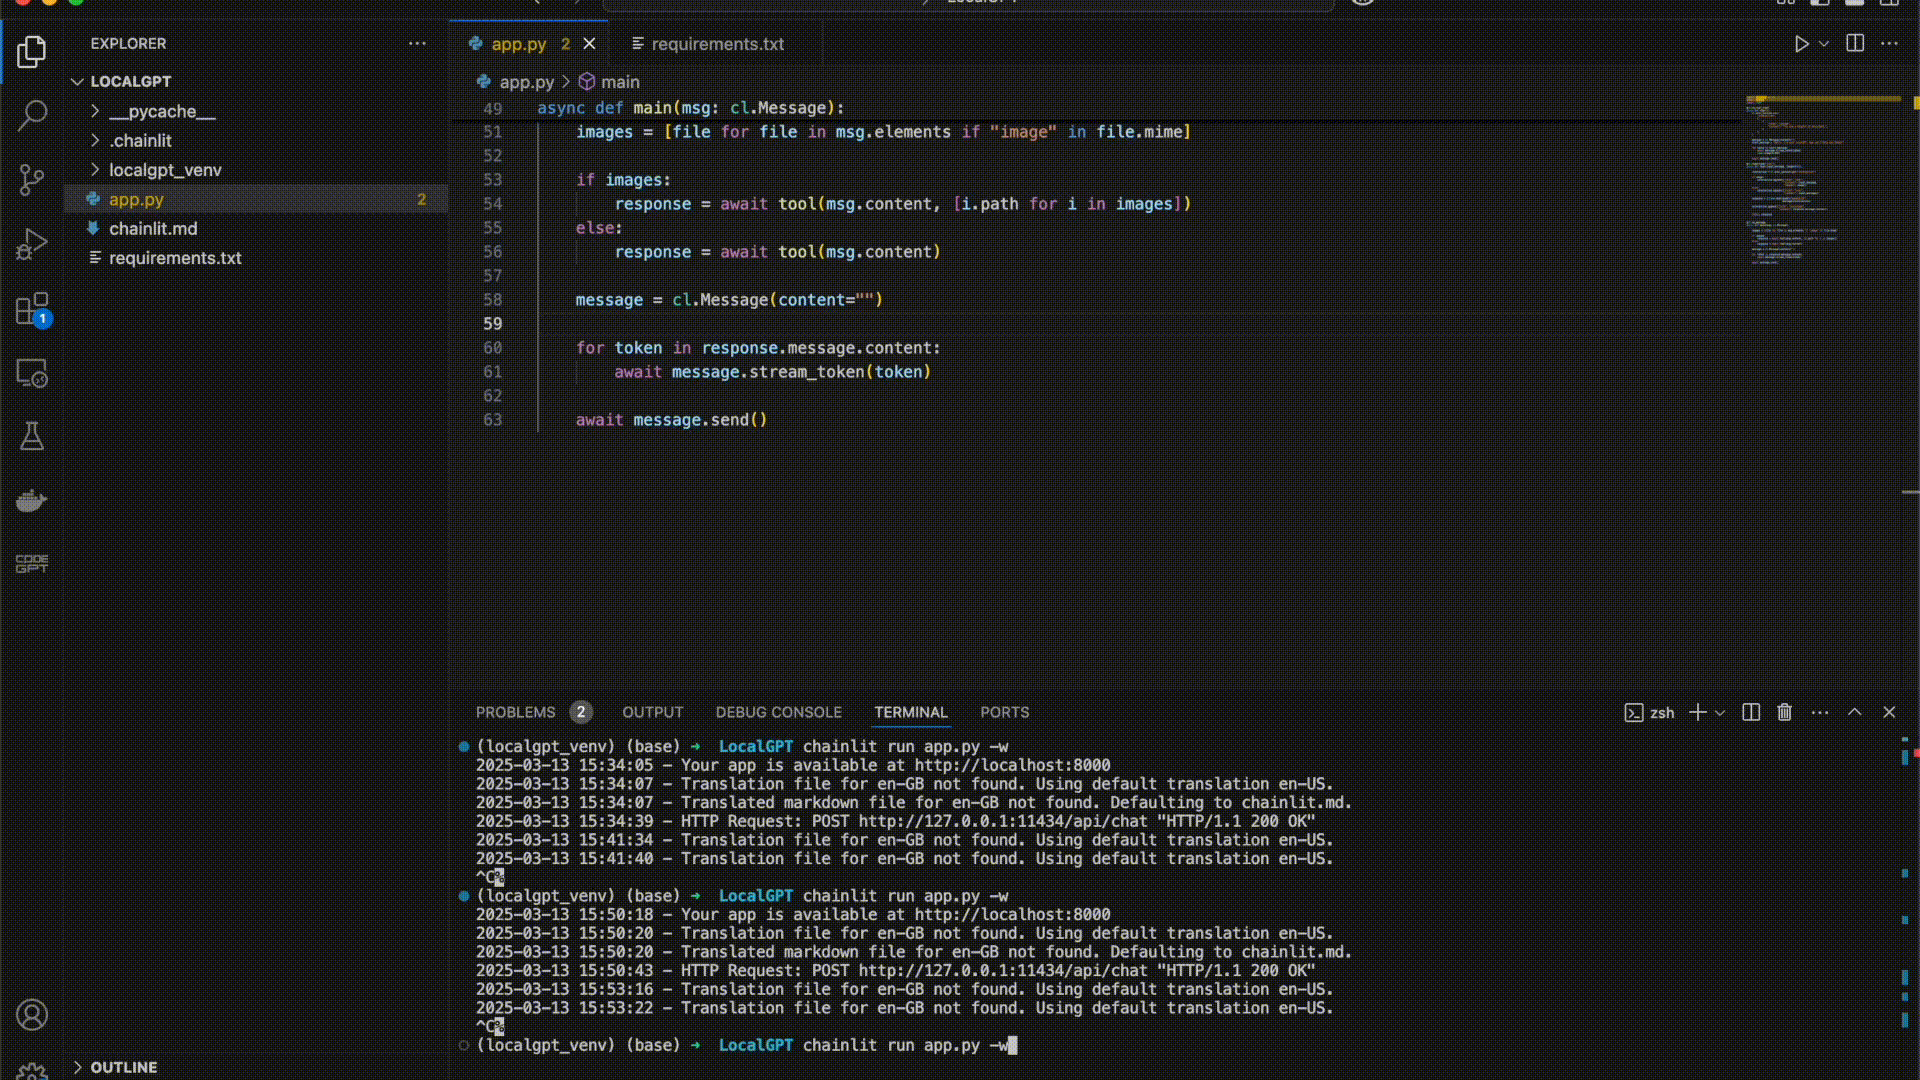 EXPLORER
LOCALGPT
__pycache__
.chainlit
localgpt_venv
app.py 2
chainlit.md
requirements.txt
1
CODE
GPT
OUTLINE
app.py 2
requirements.txt
app.py > main
49 async def main(msg: cl.Message):
51 images = [file for file in msg.elements if "image" in file.mime]
52
53 if images:
54 response = await tool(msg.content, [i.path for i in images])
55 else:
56 response = await tool(msg.content)
57
58 message = cl.Message(content="")
59
60 for token in response.message.content:
61 await message.stream_token(token)
62
63 await message.send()
PROBLEMS 2 OUTPUT DEBUG CONSOLE TERMINAL PORTS
zsh
(localgpt_venv) (base) ➜ LocalGPT chainlit run app.py -w
2025-03-13 15:34:05 - Your app is available at http://localhost:8000
2025-03-13 15:34:07 - Translation file for en-GB not found. Using default translation en-US.
2025-03-13 15:34:07 - Translated markdown file for en-GB not found. Defaulting to chainlit.md.
2025-03-13 15:34:39 - HTTP Request: POST http://127.0.0.1:11434/api/chat "HTTP/1.1 200 OK"
2025-03-13 15:41:34 - Translation file for en-GB not found. Using default translation en-US.
2025-03-13 15:41:40 - Translation file for en-GB not found. Using default translation en-US.
^C%
(localgpt_venv) (base) ➜ LocalGPT chainlit run app.py -w
2025-03-13 15:50:18 - Your app is available at http://localhost:8000
2025-03-13 15:50:20 - Translation file for en-GB not found. Using default translation en-US.
2025-03-13 15:50:20 - Translated markdown file for en-GB not found. Defaulting to chainlit.md.
2025-03-13 15:50:43 - HTTP Request: POST http://127.0.0.1:11434/api/chat "HTTP/1.1 200 OK"
2025-03-13 15:53:16 - Translation file for en-GB not found. Using default translation en-US.
2025-03-13 15:53:22 - Translation file for en-GB not found. Using default translation en-US.
^C%
(localgpt_venv) (base) ➜ LocalGPT chainlit run app.py -w